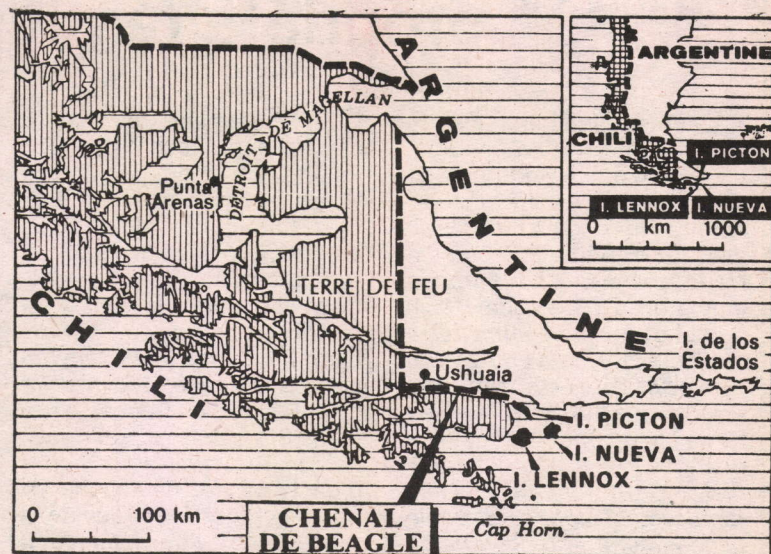 ARGENTINE
DÉTROIT DE MAGELLAN
Punta
Arenas
TERRE DE FEU
CHILI
Ushuaia
I. de los
Estados
I. PICTON
I. NUEVA
I. LENNOX
CHENAL
DE BEAGLE
Cap Horn
0 100 km
ARGENTINE
CHILI
I. PICTON
I. LENNOX
I. NUEVA
0 km 1000